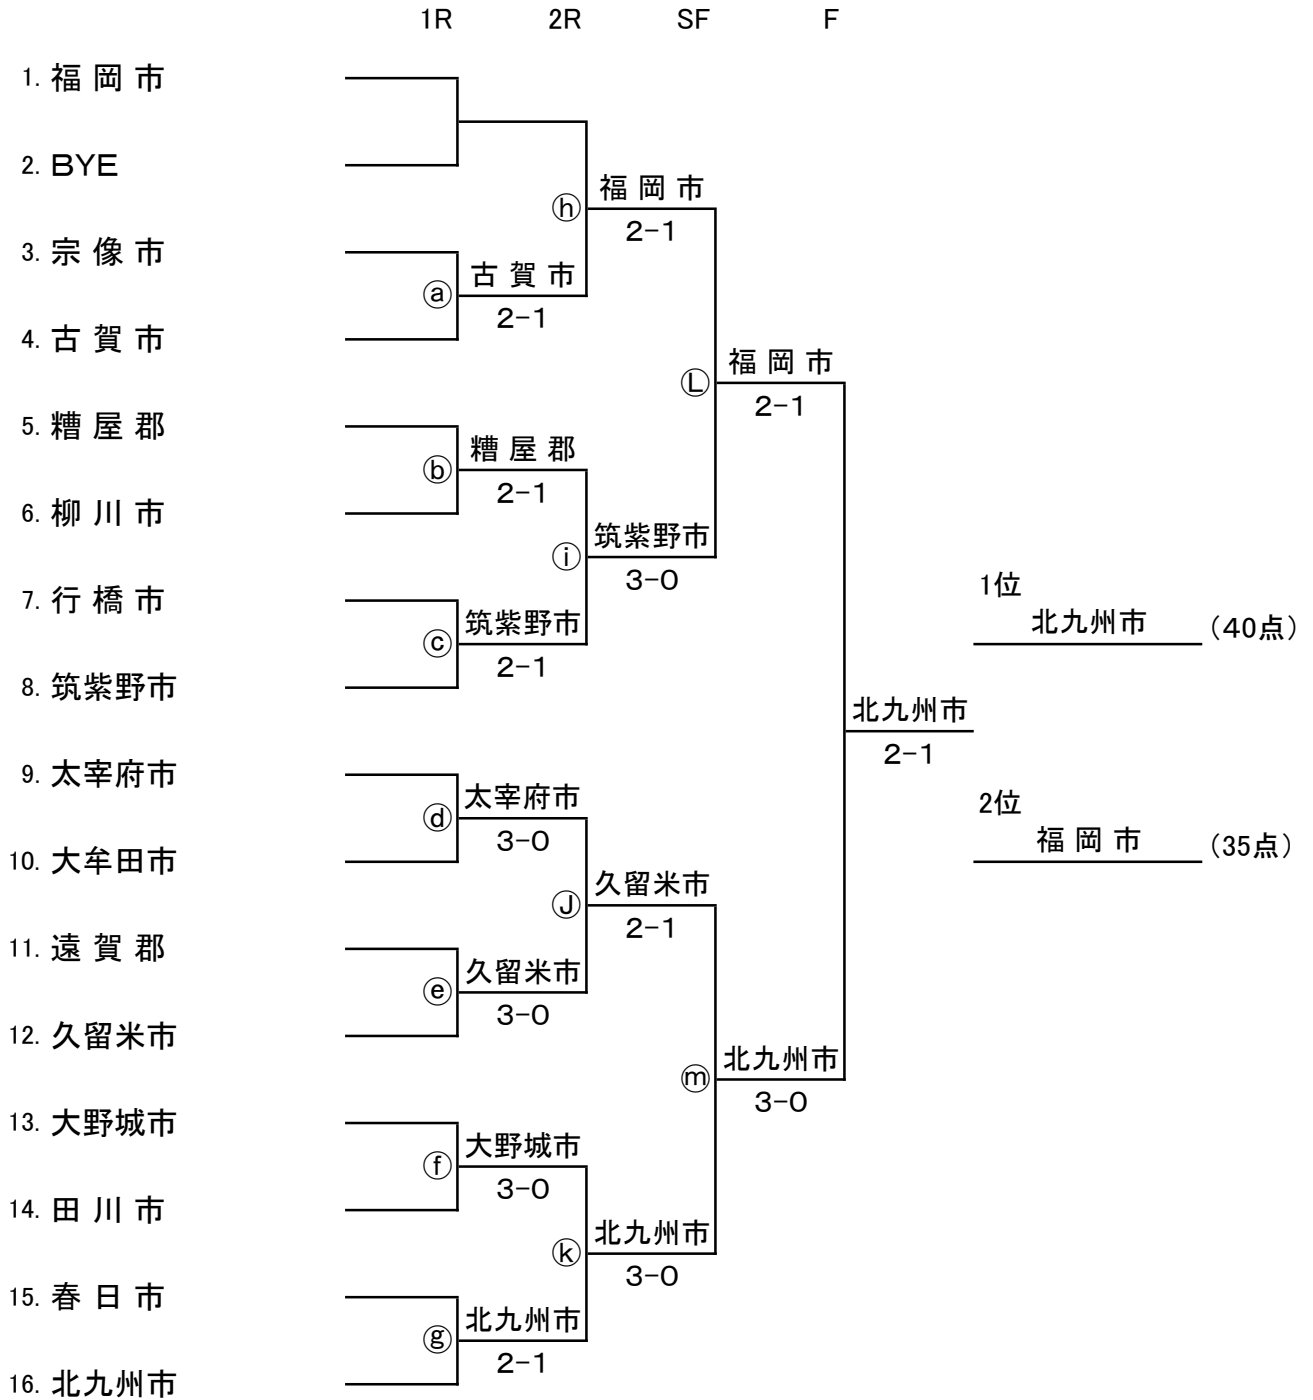 1R 2R SF F
1. 福 岡 市
2. BYE
福 岡 市
ⓗ
2-1
3. 宗 像 市
古 賀 市
ⓐ
2-1
4. 古 賀 市
福 岡 市
Ⓛ
2-1
5. 糟 屋 郡
糟 屋 郡
ⓑ
2-1
6. 柳 川 市
筑紫野市
ⓘ
3-0
7. 行 橋 市
筑紫野市
ⓒ
2-1
8. 筑紫野市
1位
北九州市 (40点)
北九州市
2-1
2位
福 岡 市 (35点)
9. 太宰府市
太宰府市
ⓓ
3-0
10. 大牟田市
久留米市
Ⓙ
2-1
11. 遠 賀 郡
久留米市
ⓔ
3-0
12. 久留米市
北九州市
ⓜ
3-0
13. 大野城市
大野城市
ⓕ
3-0
14. 田 川 市
北九州市
ⓚ
3-0
15. 春 日 市
北九州市
ⓖ
2-1
16. 北九州市